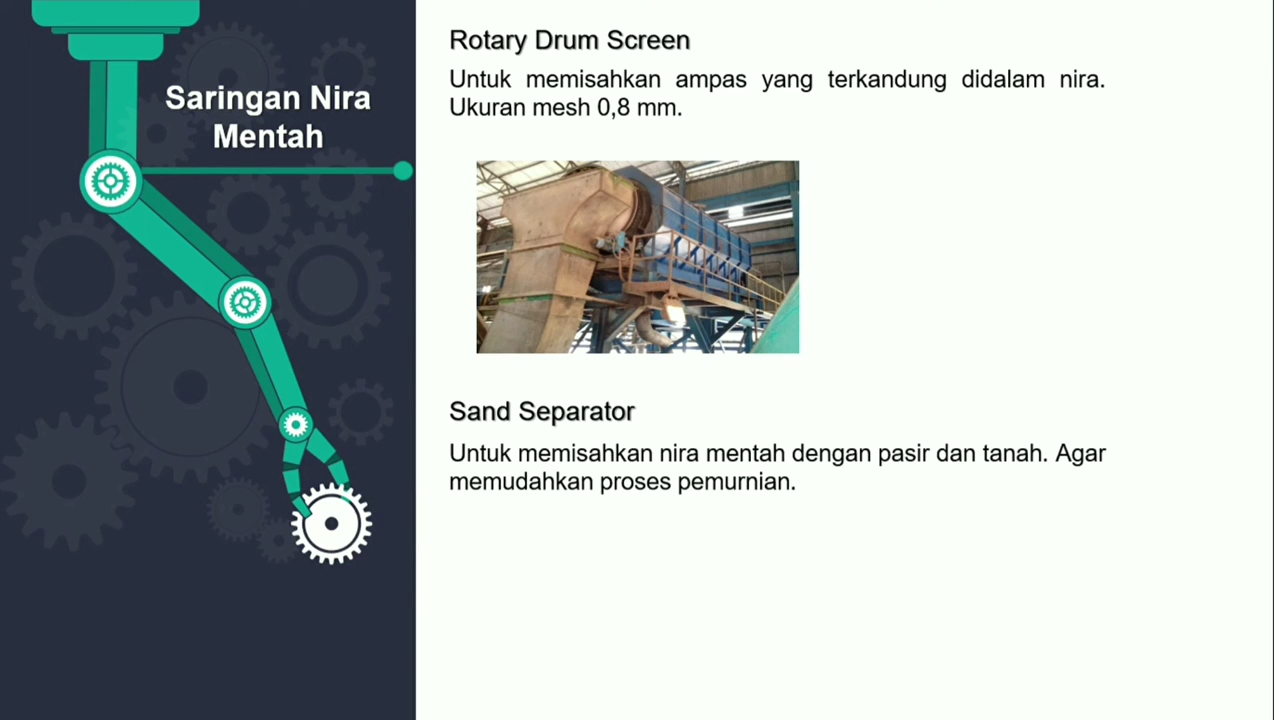 Saringan Nira
Mentah
Rotary Drum Screen
Untuk memisahkan ampas yang terkandung didalam nira.
Ukuran mesh 0,8 mm.
Sand Separator
Untuk memisahkan nira mentah dengan pasir dan tanah. Agar
memudahkan proses pemurnian.